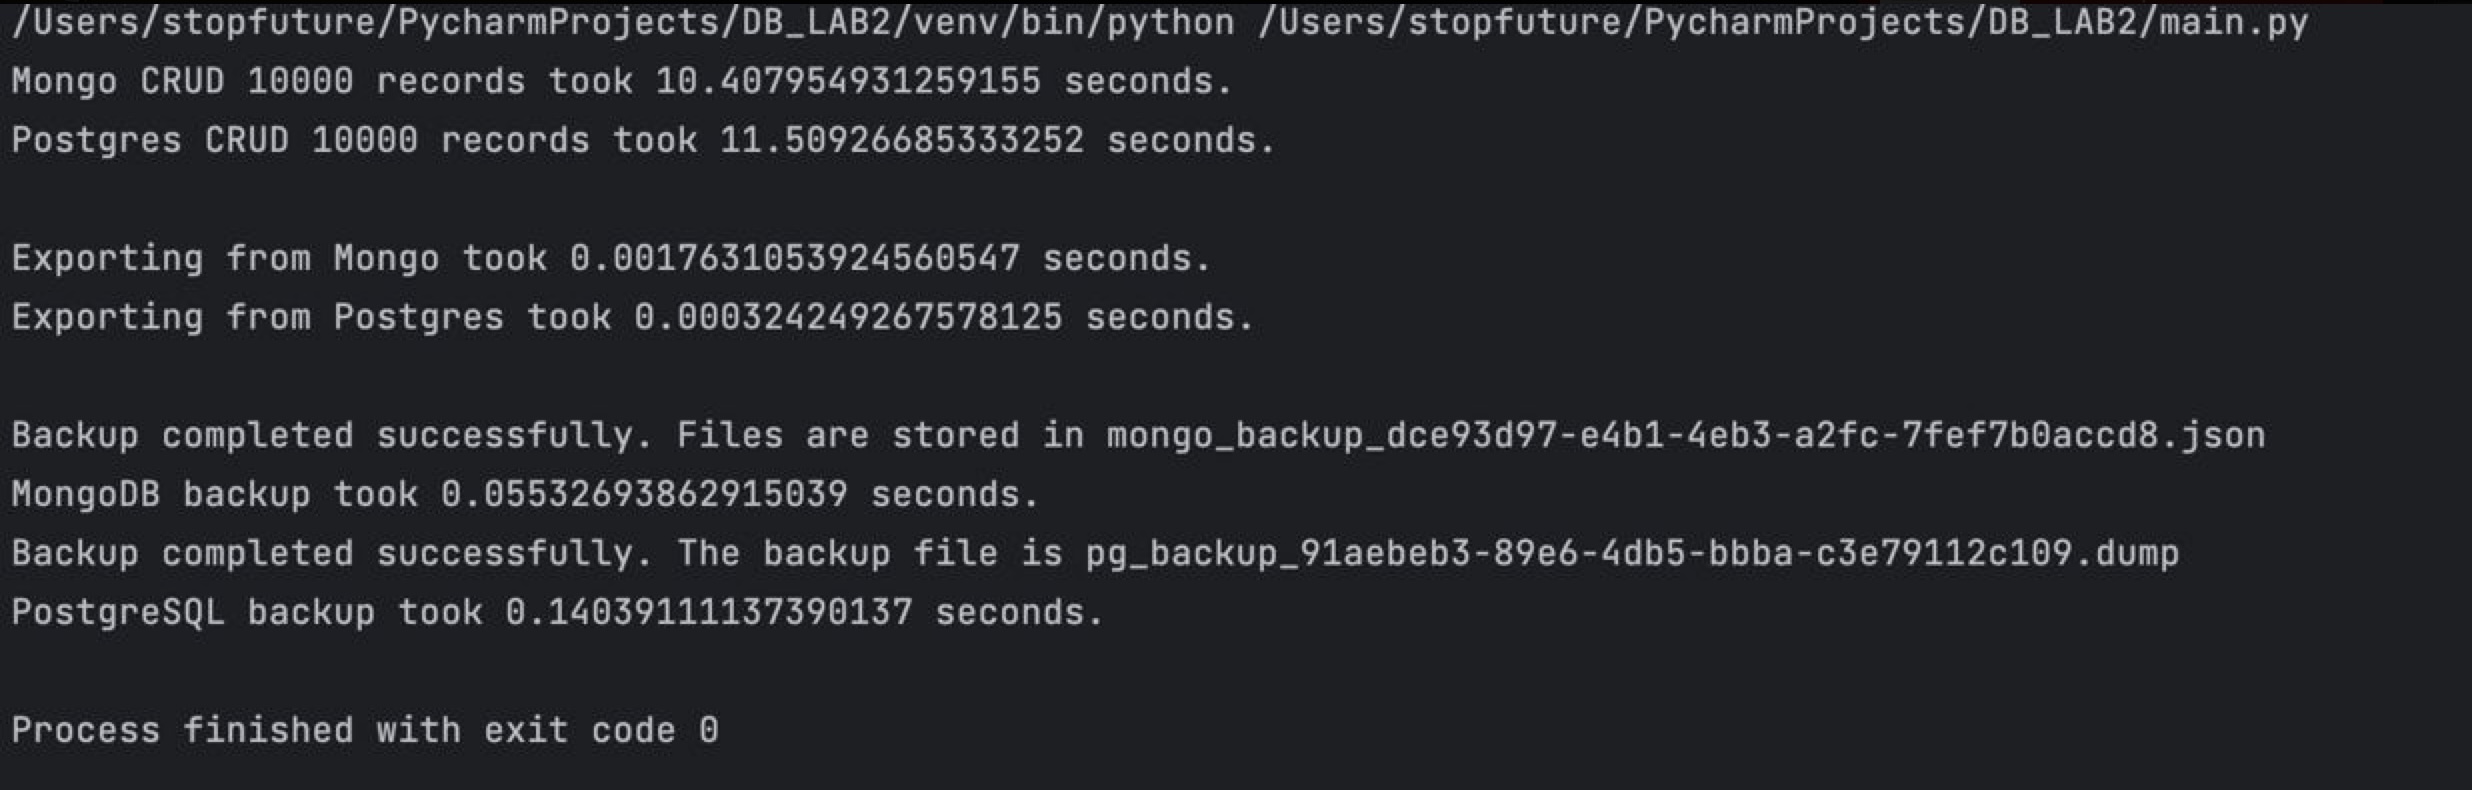 /Users/stopfuture/PycharmProjects/DB_LAB2/venv/bin/python /Users/stopfuture/PycharmProjects/DB_LAB2/main.py
Mongo CRUD 10000 records took 10.407954931259155 seconds.
Postgres CRUD 10000 records took 11.50926685333252 seconds.
Exporting from Mongo took 0.0017631053924560547 seconds.
Exporting from Postgres took 0.000324249267578125 seconds.
Backup completed successfully. Files are stored in mongo_backup_dce93d97-e4b1-4eb3-a2fc-7fef7b0accd8.json
MongoDB backup took 0.05532693862915039 seconds.
Backup completed successfully. The backup file is pg_backup_91aebeb3-89e6-4db5-bbba-c3e79112c109.dump
PostgreSQL backup took 0.14039111137390137 seconds.
Process finished with exit code 0